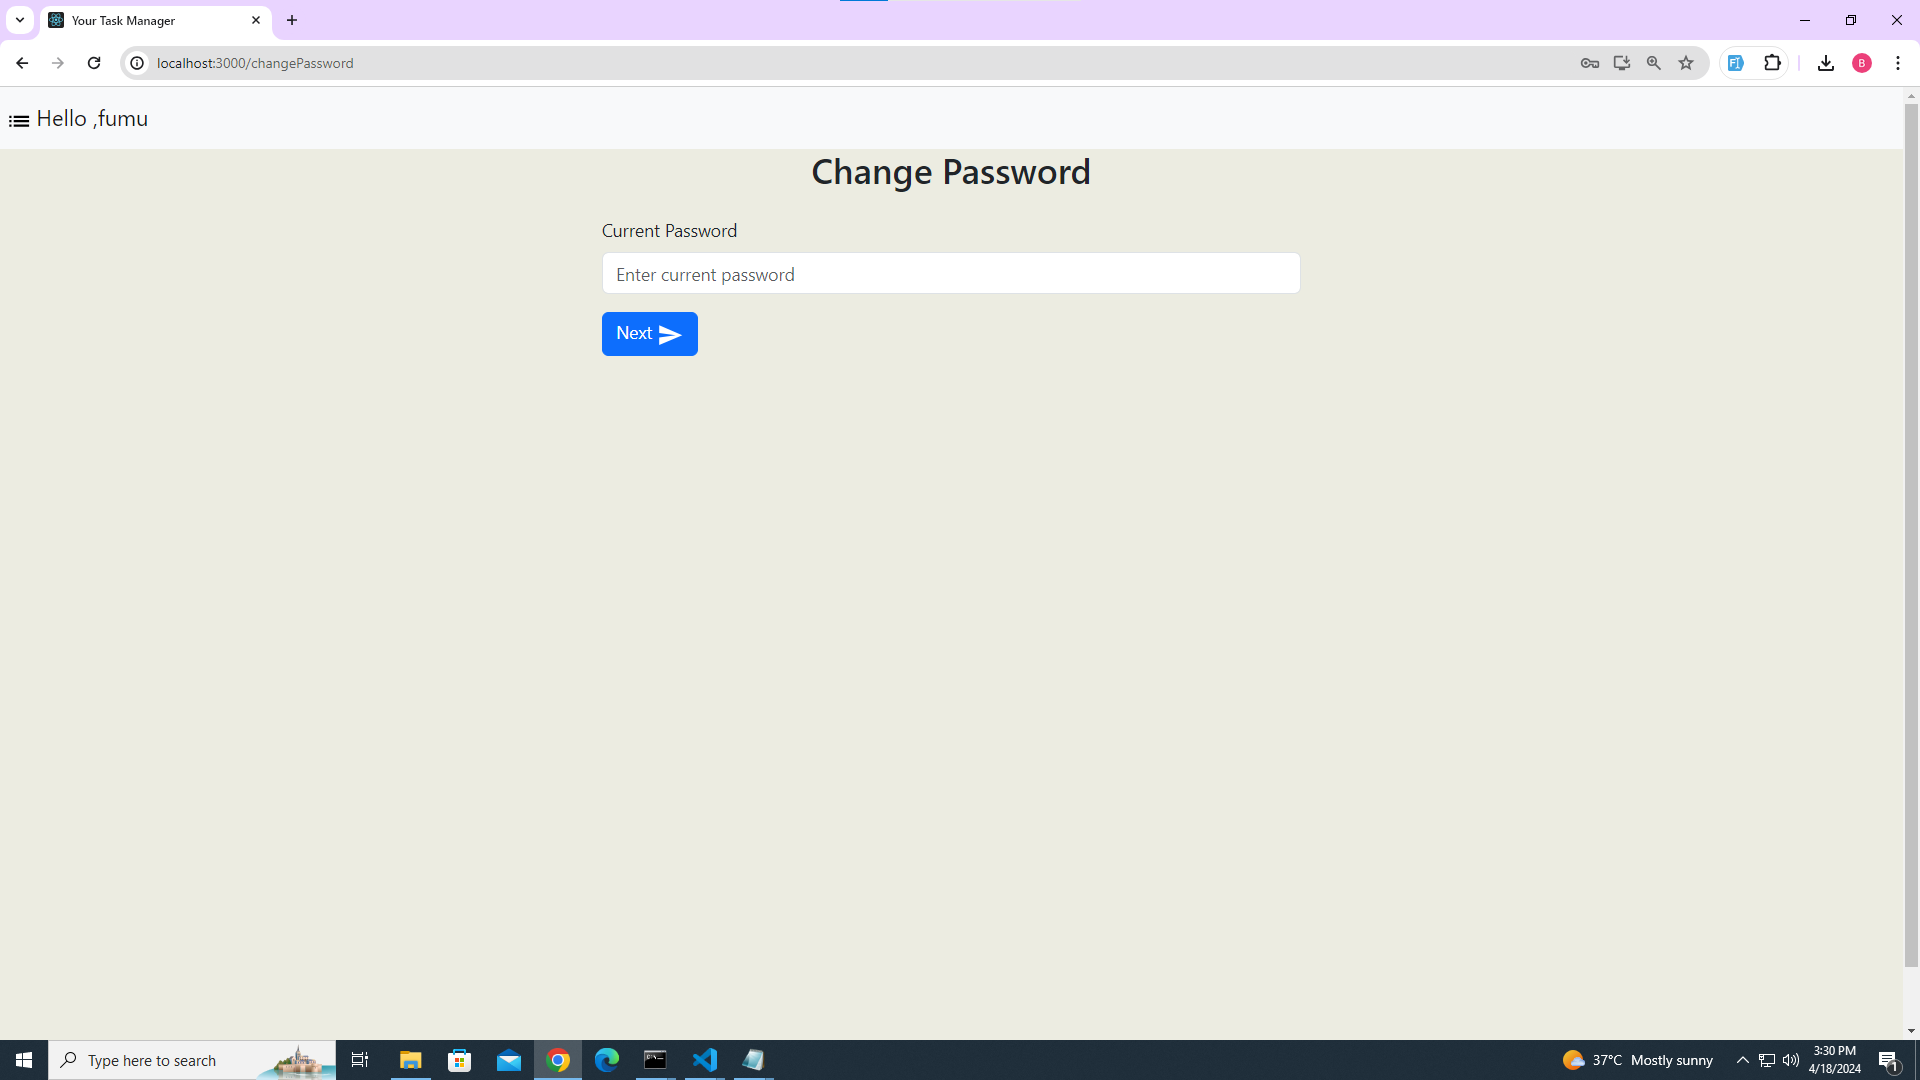 Your Task Manager
localhost:3000/changePassword
B
Hello ,fumu
Change Password
Current Password
Enter current password
Next
Type here to search
37°C Mostly sunny
3:30 PM
4/18/2024
1